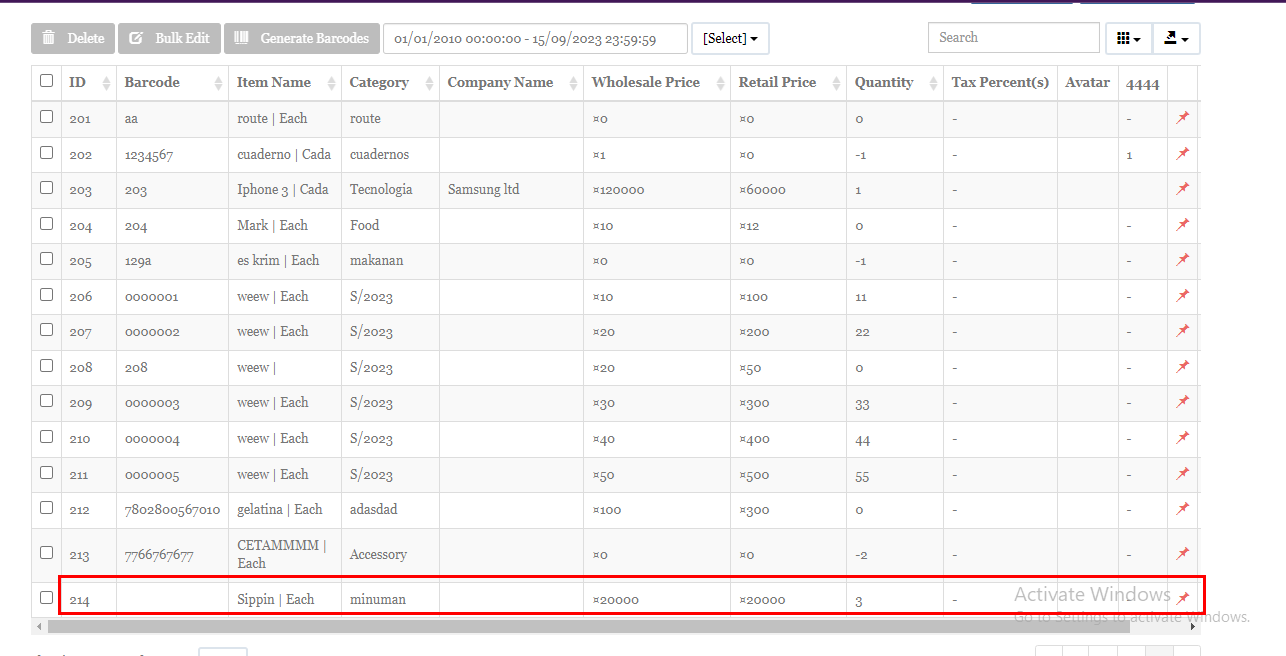 Delete Bulk Edit Generate Barcodes 01/01/2010 00:00:00 - 15/09/2023 23:59:59 [Select] Search
ID Barcode Item Name Category Company Name Wholesale Price Retail Price Quantity Tax Percent(s) Avatar 4444
201 aa route | Each route ¤0 ¤0 0 - -
202 1234567 cuaderno | Cada cuadernos ¤1 ¤0 -1 - 1
203 203 Iphone 3 | Cada Tecnologia Samsung ltd ¤120000 ¤60000 1 -
204 204 Mark | Each Food ¤10 ¤12 0 - -
205 129a es krim | Each makanan ¤0 ¤0 -1 - -
206 0000001 weew | Each S/2023 ¤10 ¤100 11 - -
207 0000002 weew | Each S/2023 ¤20 ¤200 22 - -
208 208 weew | S/2023 ¤20 ¤50 0 - -
209 0000003 weew | Each S/2023 ¤30 ¤300 33 - -
210 0000004 weew | Each S/2023 ¤40 ¤400 44 - -
211 0000005 weew | Each S/2023 ¤50 ¤500 55 - -
212 7802800567010 gelatina | Each adasdad ¤100 ¤300 0 - -
213 7766767677 CETAMMMM | Accessory ¤0 ¤0 -2 - -
Each
214 Sippin | Each minuman ¤20000 ¤20000 3 - -
Activate Windows
Go to Settings to activate Windows.